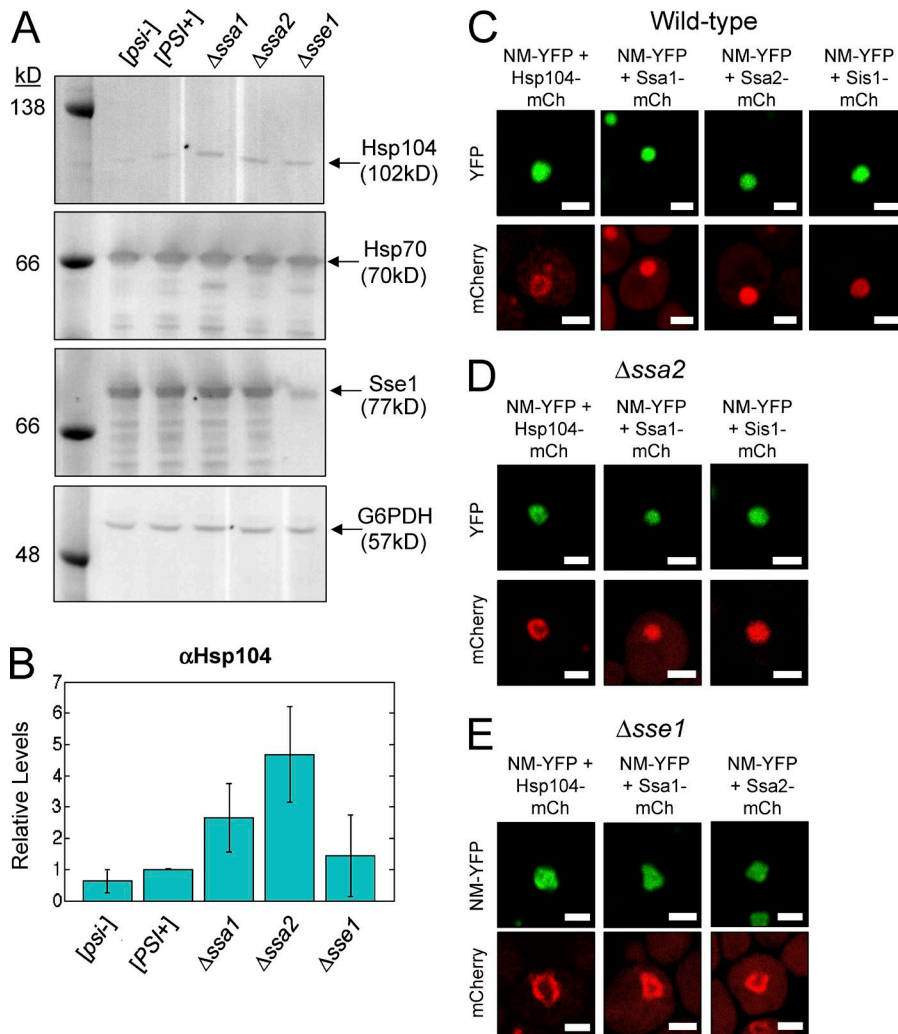 A
[psi-]
[PSI+]
Δssa1
Δssa2
Δsse1
kD
138
Hsp104
(102kD)
66
Hsp70
(70kD)
Sse1
(77kD)
66
G6PDH
(57kD)
48
B
αHsp104
Relative Levels
7
6
5
4
3
2
1
0
[psi-]
[PSI+]
Δssa1
Δssa2
Δsse1
C
Wild-type
NM-YFP +
Hsp104-
mCh
NM-YFP
+ Ssa1-
mCh
NM-YFP
+ Ssa2-
mCh
NM-YFP
+ Sis1-
mCh
YFP
mCherry
D
Δssa2
NM-YFP +
Hsp104-
mCh
NM-YFP
+ Ssa1-
mCh
NM-YFP
+ Sis1-
mCh
YFP
mCherry
E
Δsse1
NM-YFP +
Hsp104-
mCh
NM-YFP
+ Ssa1-
mCh
NM-YFP
+ Ssa2-
mCh
NM-YFP
mCherry